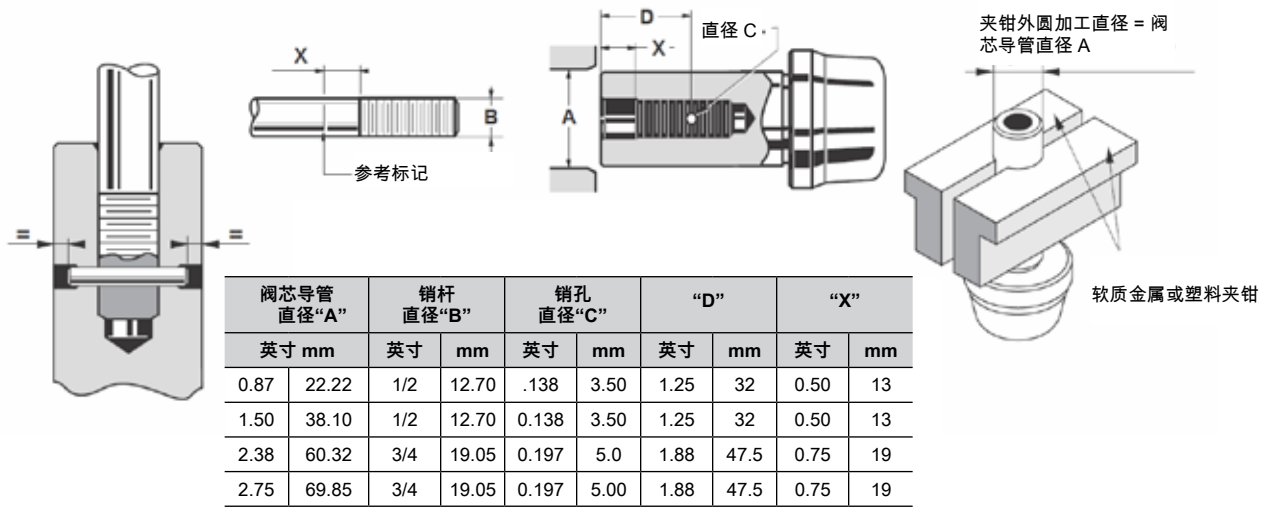 X
B
参考标记
=
=
D
X
直径 C
A
夹钳外圆加工直径 = 阀
芯导管直径 A
软质金属或塑料夹钳
阀芯导管 销杆 销孔 “D” “X”
直径“A” 直径“B” 直径“C”
英寸 mm 英寸 mm 英寸 mm 英寸 mm 英寸 mm
0.87 22.22 1/2 12.70 .138 3.50 1.25 32 0.50 13
1.50 38.10 1/2 12.70 0.138 3.50 1.25 32 0.50 13
2.38 60.32 3/4 19.05 0.197 5.0 1.88 47.5 0.75 19
2.75 69.85 3/4 19.05 0.197 5.00 1.88 47.5 0.75 19